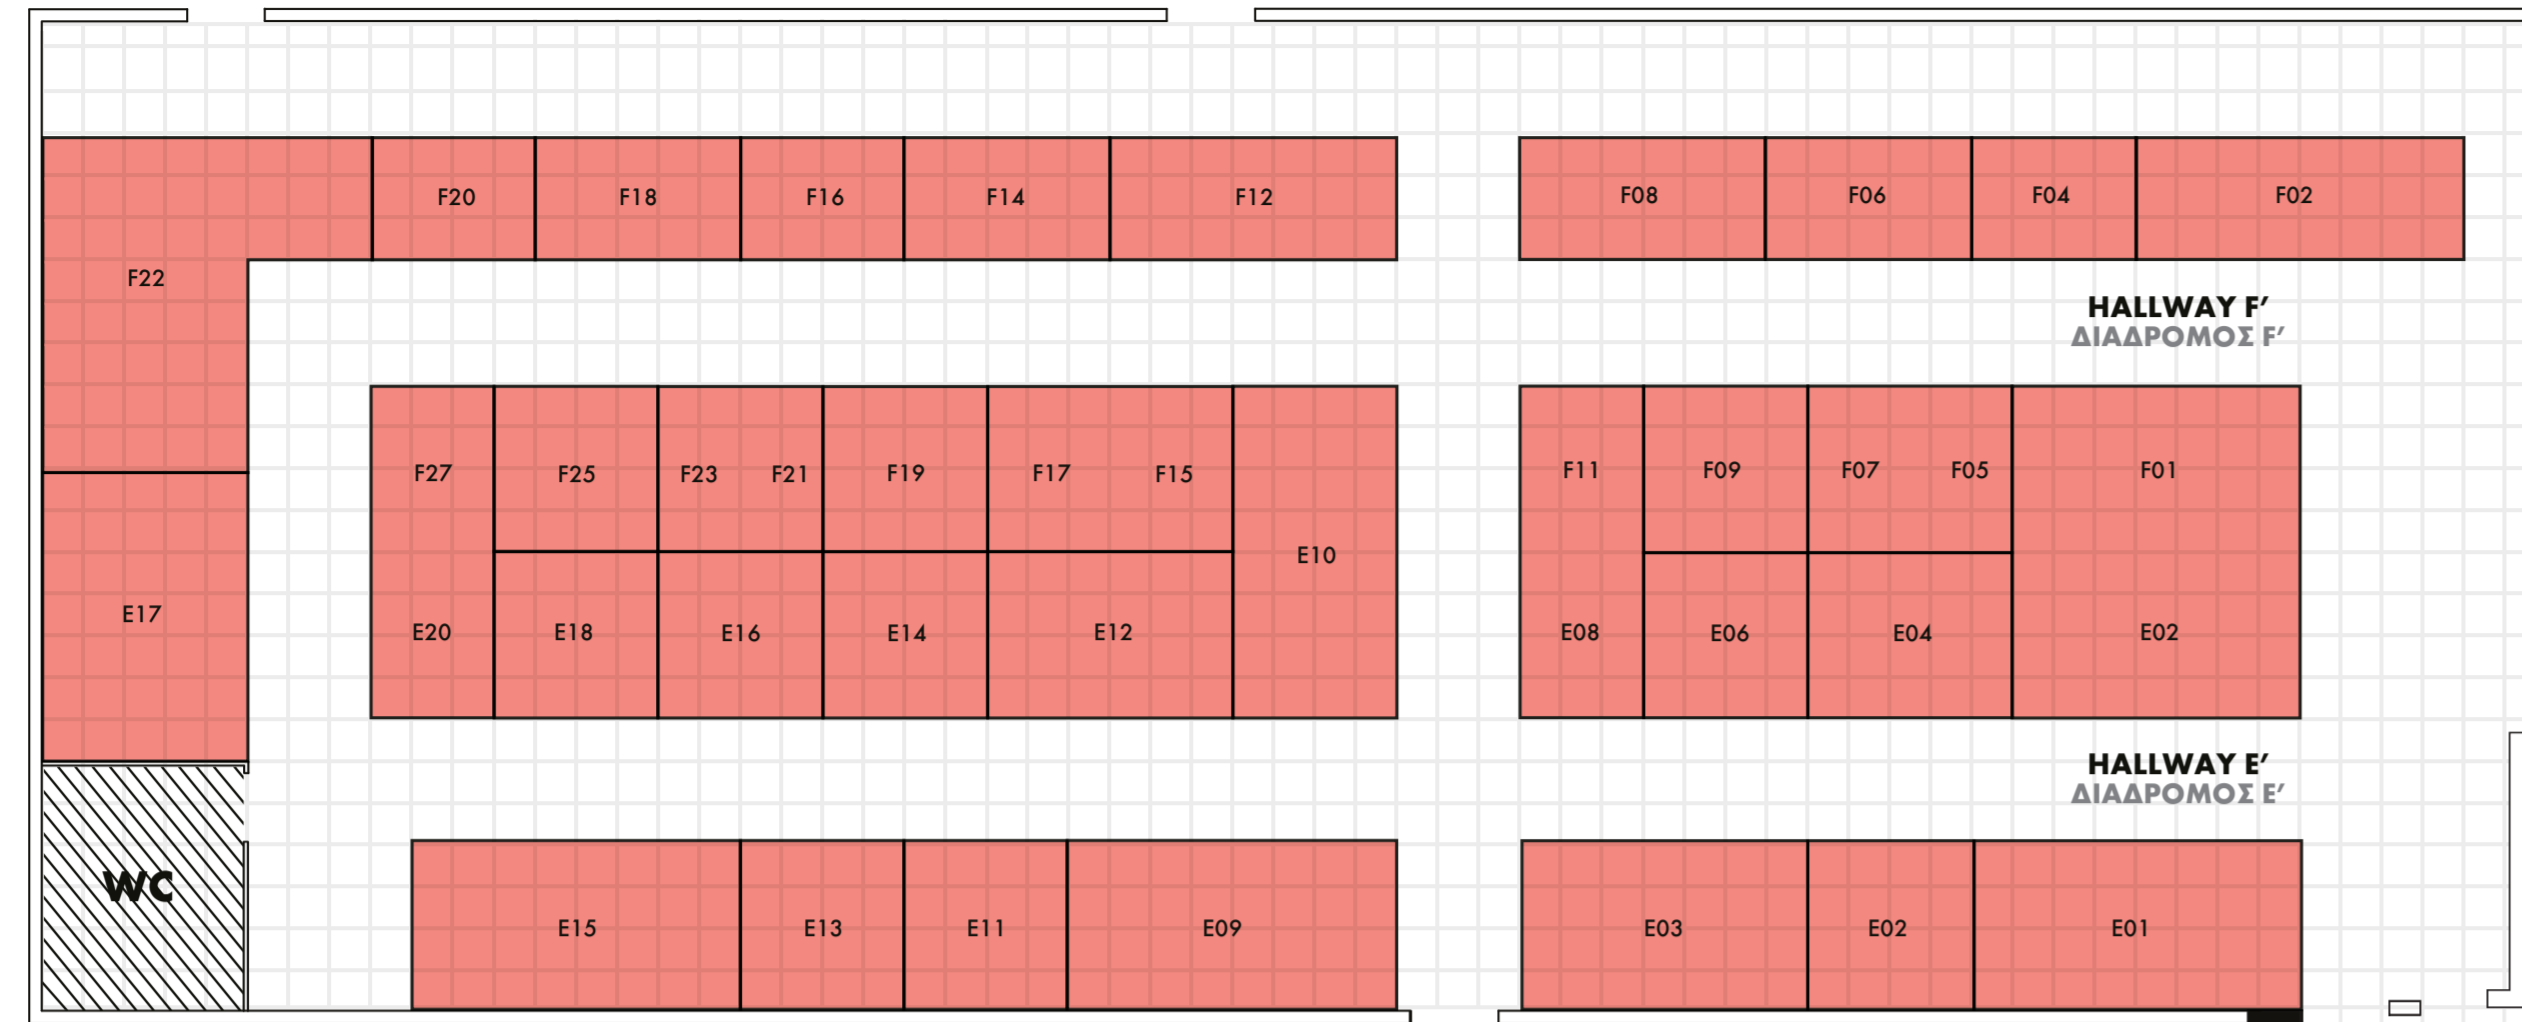 F20 F18 F16 F14 F12 F08 F06 F04 F02
F22
HALLWAY F′
ΔΙΑΔΡΟΜΟΣ F′
F27 F25 F23 F21 F19 F17 F15 F11 F09 F07 F05 F01
E10
E17
E20 E18 E16 E14 E12 E08 E06 E04 E02
HALLWAY E′
ΔΙΑΔΡΟΜΟΣ E′
WC
E15 E13 E11 E09 E03 E02 E01